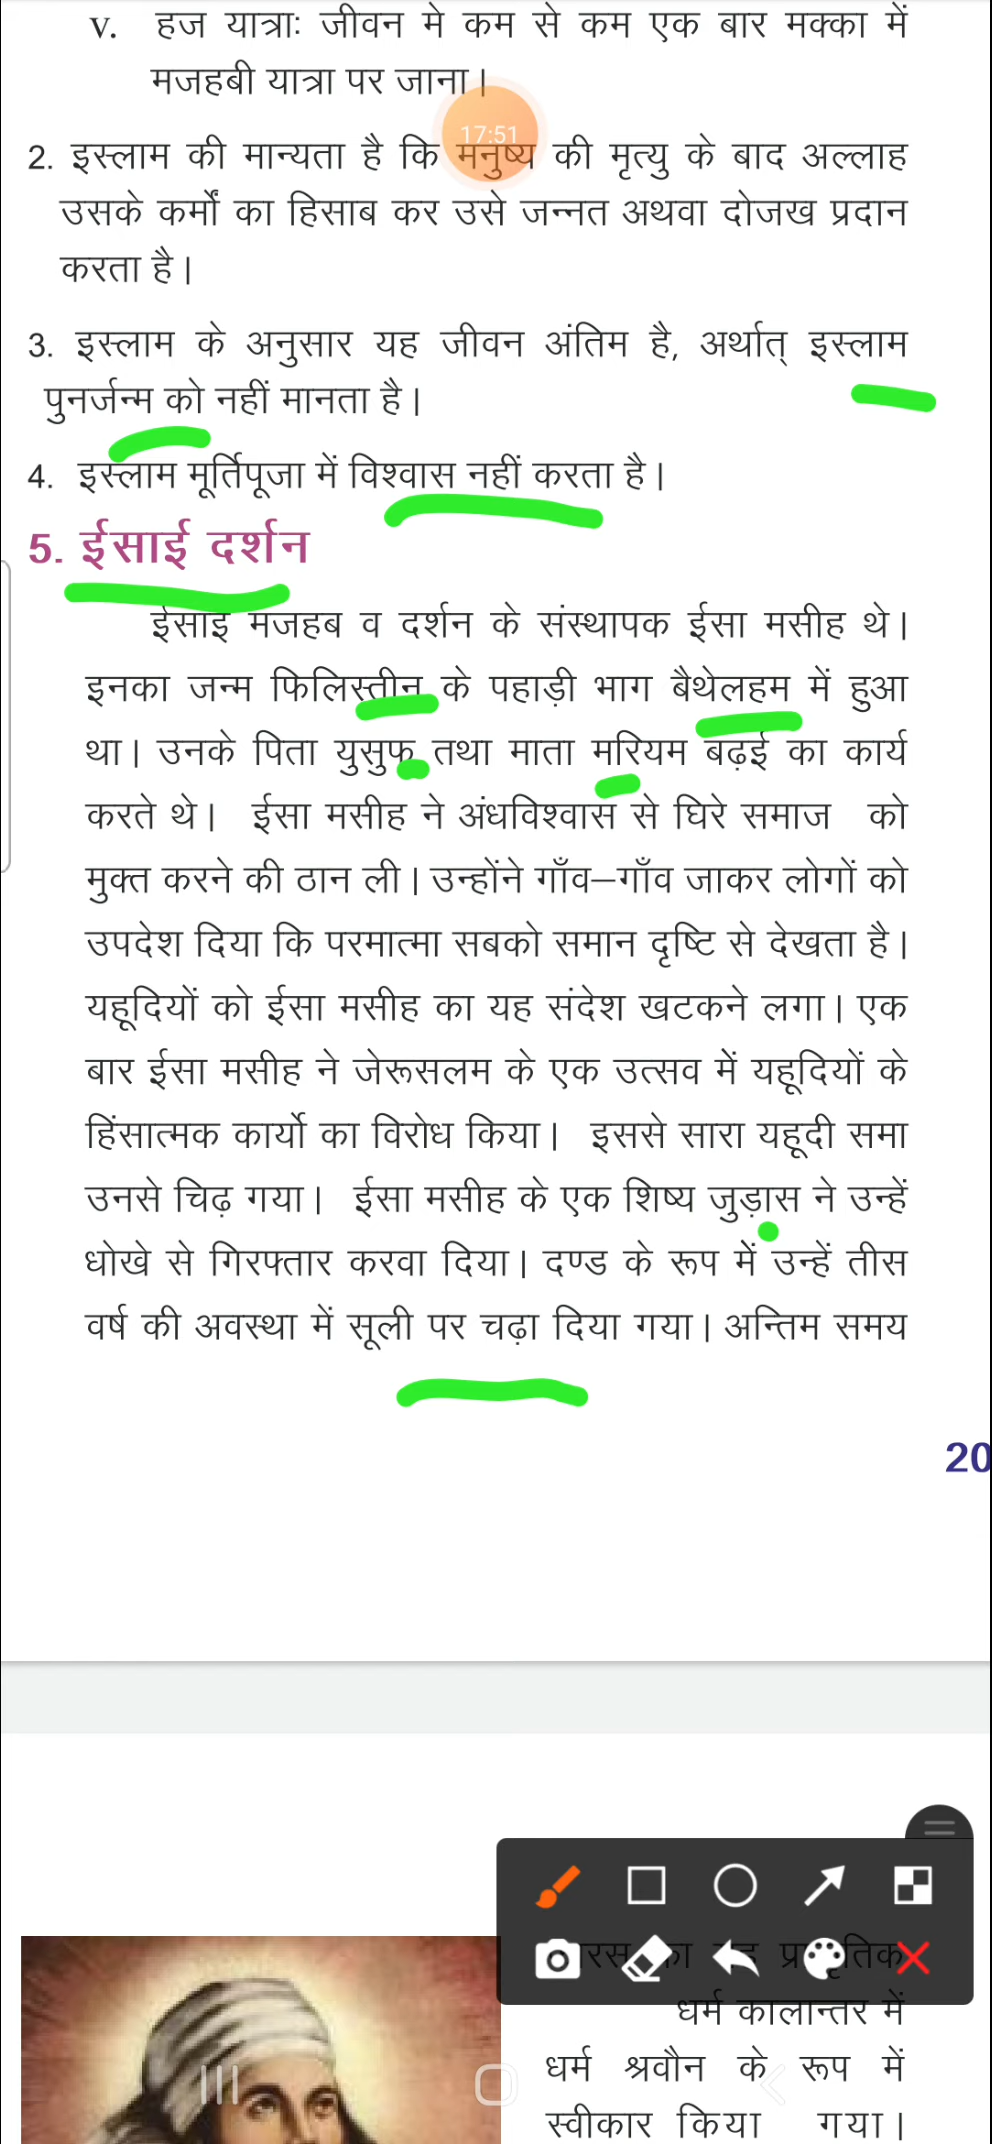 v. हज यात्राः जीवन मे कम से कम एक बार मक्का में
मजहबी यात्रा पर जाना।
17:51
2. इस्लाम की मान्यता है कि मनुष्य की मृत्यु के बाद अल्लाह
उसके कर्मों का हिसाब कर उसे जन्नत अथवा दोजख प्रदान
करता है।
3. इस्लाम के अनुसार यह जीवन अंतिम है, अर्थात् इस्लाम
पुनर्जन्म को नहीं मानता है।
4. इस्लाम मूर्तिपूजा में विश्वास नहीं करता है।
5. ईसाई दर्शन
ईसाई मजहब व दर्शन के संस्थापक ईसा मसीह थे।
इनका जन्म फिलिस्तीन के पहाड़ी भाग बैथेलहम में हुआ
था। उनके पिता युसुफ तथा माता मरियम बढ़ई का कार्य
करते थे। ईसा मसीह ने अंधविश्वास से घिरे समाज को
मुक्त करने की ठान ली। उन्होंने गाँव–गाँव जाकर लोगों को
उपदेश दिया कि परमात्मा सबको समान दृष्टि से देखता है।
यहूदियों को ईसा मसीह का यह संदेश खटकने लगा। एक
बार ईसा मसीह ने जेरूसलम के एक उत्सव में यहूदियों के
हिंसात्मक कार्यो का विरोध किया। इससे सारा यहूदी समा
उनसे चिढ़ गया। ईसा मसीह के एक शिष्य जुड़ास ने उन्हें
धोखे से गिरफ्तार करवा दिया। दण्ड के रूप में उन्हें तीस
वर्ष की अवस्था में सूली पर चढ़ा दिया गया। अन्तिम समय
20
धर्म कालान्तर में
धर्म श्रवौन के रूप में
स्वीकार किया गया।